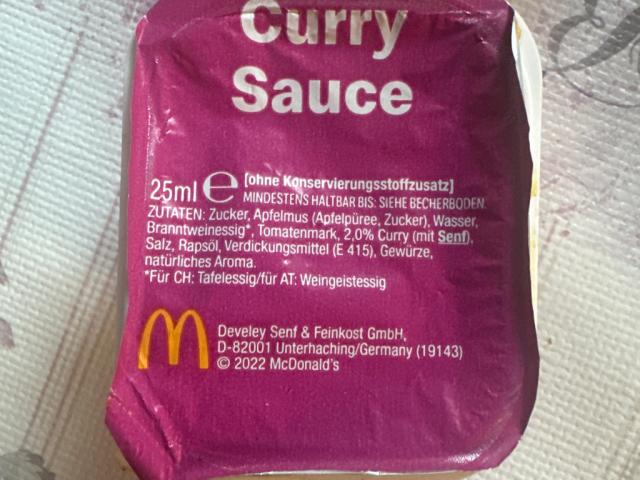 Curry
Sauce
25ml ℮ [ohne Konservierungsstoffzusatz]
MINDESTENS HALTBAR BIS: SIEHE BECHERBODEN.
ZUTATEN: Zucker, Apfelmus (Apfelpüree, Zucker), Wasser,
Branntweinessig*, Tomatenmark, 2,0% Curry (mit Senf),
Salz, Rapsöl, Verdickungsmittel (E 415), Gewürze,
natürliches Aroma.
*Für CH: Tafelessig/für AT: Weingeistessig
Develey Senf & Feinkost GmbH,
D-82001 Unterhaching/Germany (19143)
© 2022 McDonald's